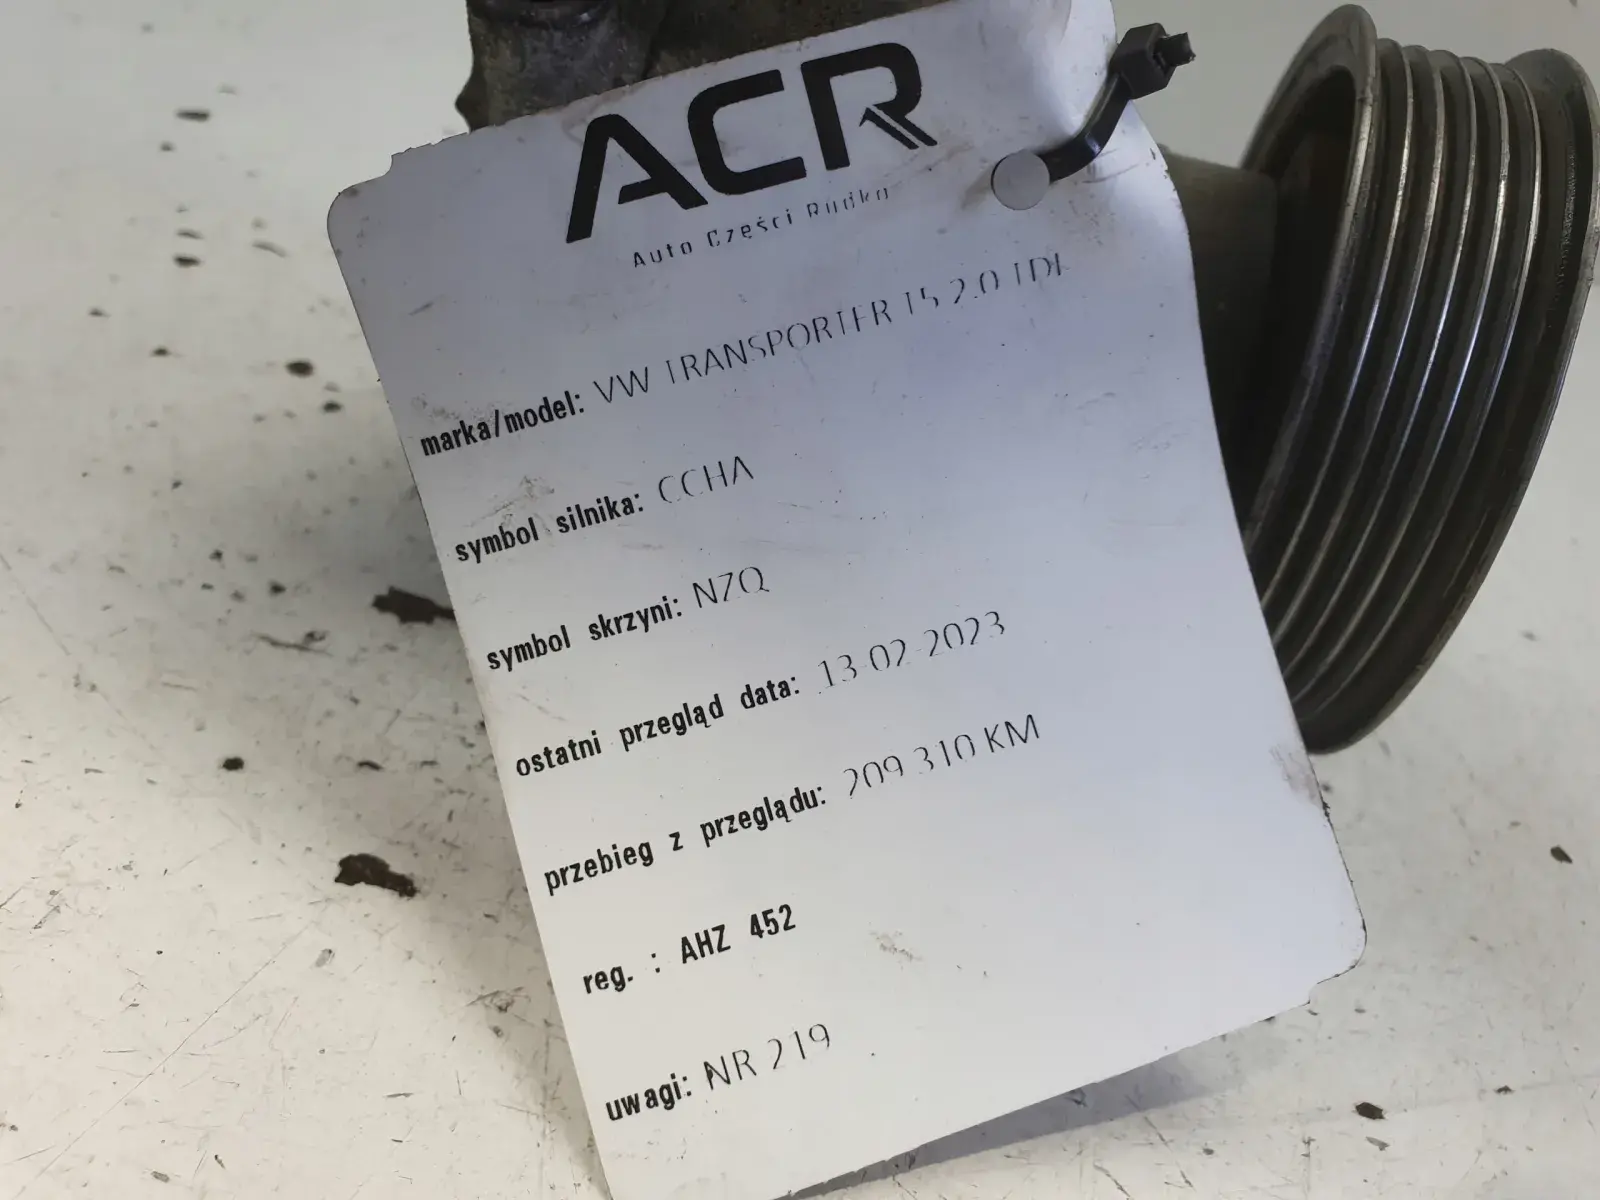 ACR
Auto Części Rudko
marka/model: VW TRANSPORTER T5 2.0 TDI
symbol silnika: CCHA
symbol skrzyni: NZQ
ostatni przegląd data: 13-02-2023
przebieg z przeglądu: 209 310 KM
reg. : AHZ 452
uwagi: NR 219